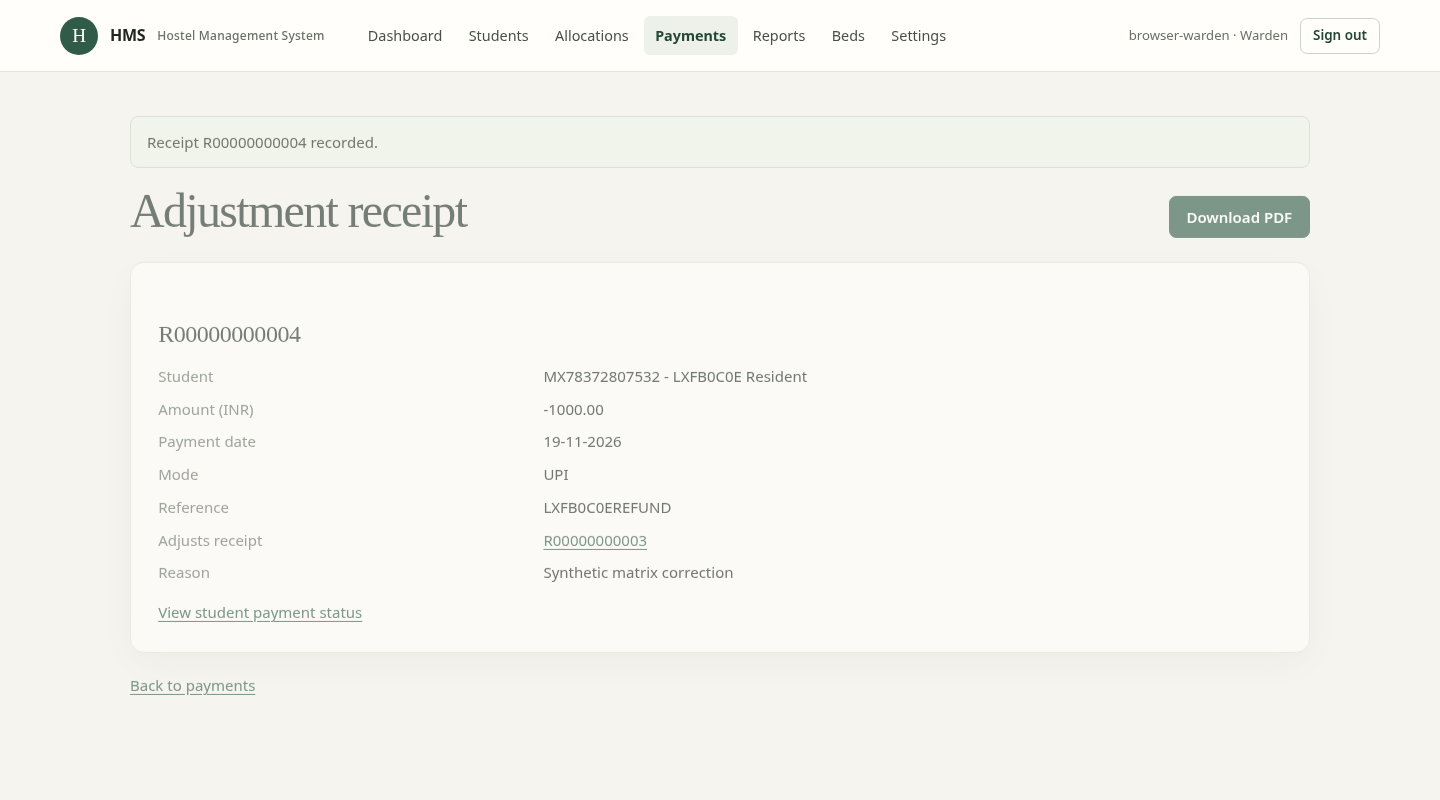 H HMS Hostel Management System Dashboard Students Allocations Payments Reports Beds Settings browser-warden · Warden Sign out
Receipt R00000000004 recorded.
Adjustment receipt Download PDF
R00000000004
Student MX78372807532 - LXFB0C0E Resident
Amount (INR) -1000.00
Payment date 19-11-2026
Mode UPI
Reference LXFB0C0EREFUND
Adjusts receipt R00000000003
Reason Synthetic matrix correction
View student payment status
Back to payments